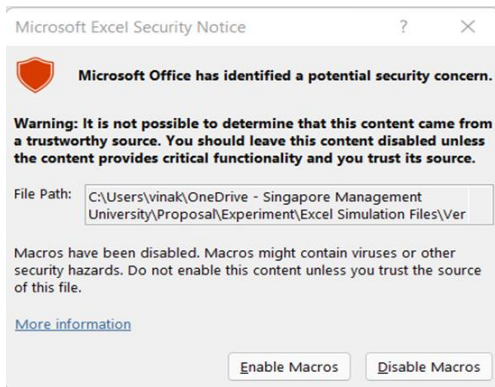 Microsoft Excel Security Notice ? ×
Microsoft Office has identified a potential security concern.
Warning: It is not possible to determine that this content came from
a trustworthy source. You should leave this content disabled unless
the content provides critical functionality and you trust its source.
File Path: C:\Users\vinak\OneDrive - Singapore Management
University\Proposal\Experiment\Excel Simulation Files\Ver
Macros have been disabled. Macros might contain viruses or other
security hazards. Do not enable this content unless you trust the source
of this file.
More information
Enable Macros Disable Macros